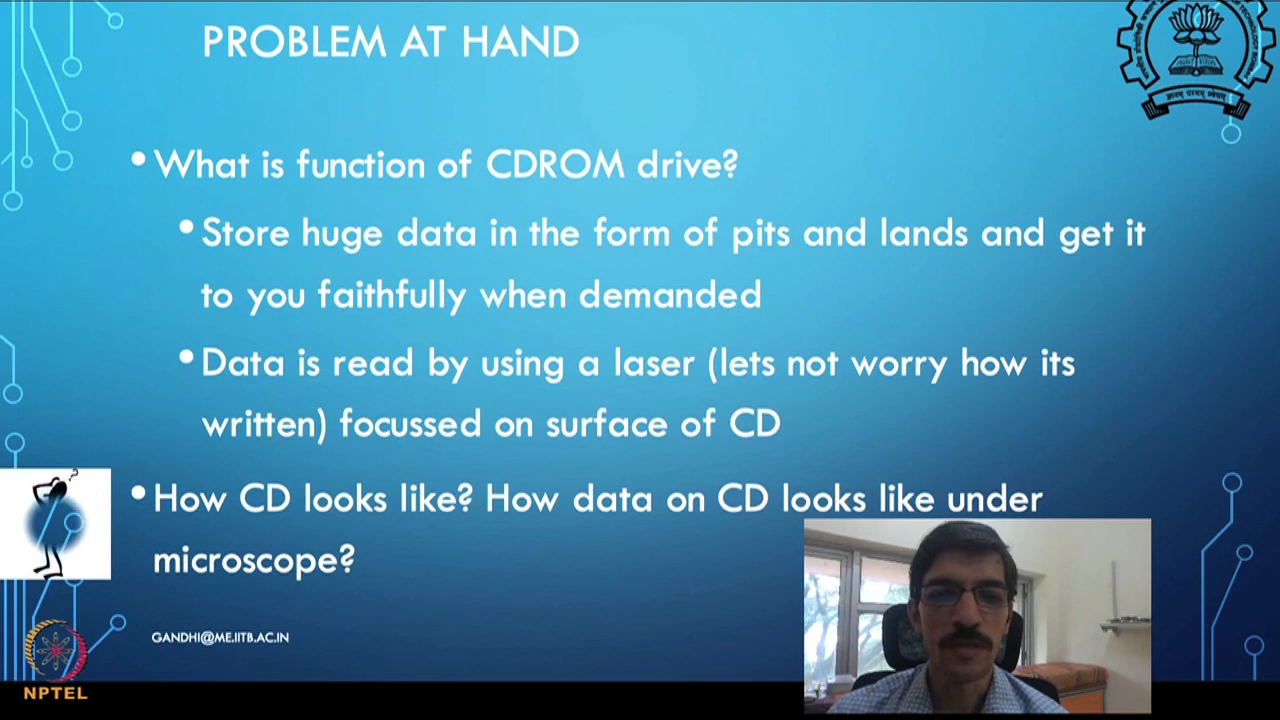 PROBLEM AT HAND
• What is function of CDROM drive?
• Store huge data in the form of pits and lands and get it
to you faithfully when demanded
• Data is read by using a laser (lets not worry how its
written) focussed on surface of CD
• How CD looks like? How data on CD looks like under
microscope?
GANDHI@ME.IITB.AC.IN
NPTEL